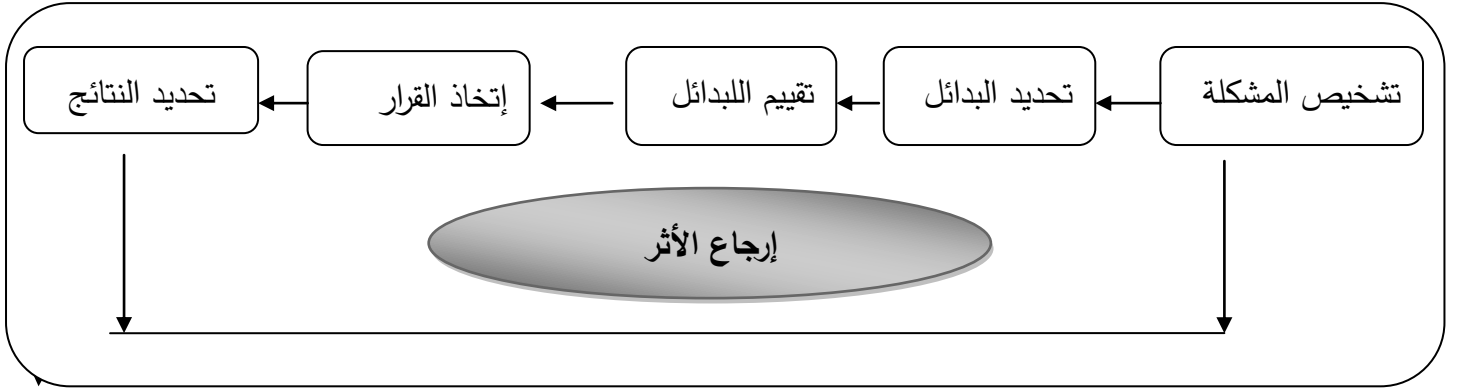 تشخيص المشكلة
تحديد البدائل
تقييم اللبدائل
إتخاذ القرار
تحديد النتائج
إرجاع الأثر